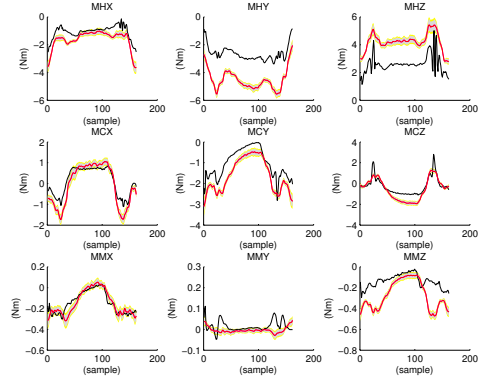 MHX MHY MHZ
0 0 6
−2 −2 4
(Nm) (Nm) (Nm)
−4 −4 2
−6 −6 0
0 100 200 0 100 200 0 100 200
(sample) (sample) (sample)
MCX MCY MCZ
2 0 4
1 −1 2
(Nm) 0 (Nm) −2 (Nm) 0
−1 −3 −2
−2 −4 −4
0 100 200 0 100 200 0 100 200
(sample) (sample) (sample)
MMX MMY MMZ
0.2 0.3 0
0 0.2 −0.2
(Nm) −0.2 (Nm) 0.1 (Nm) −0.4
−0.4 0 −0.6
−0.6 −0.1 −0.8
0 100 200 0 100 200 0 100 200
(sample) (sample) (sample)